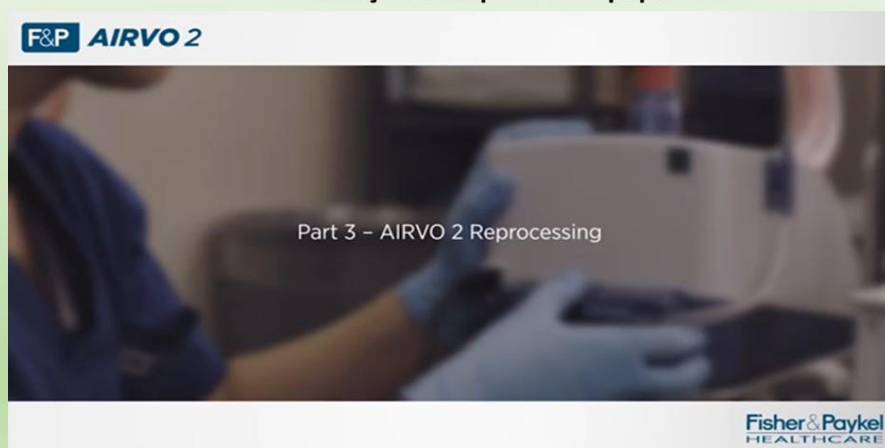 F&P AIRVO 2
Part 3 – AIRVO 2 Reprocessing
Fisher & Paykel
HEALTHCARE